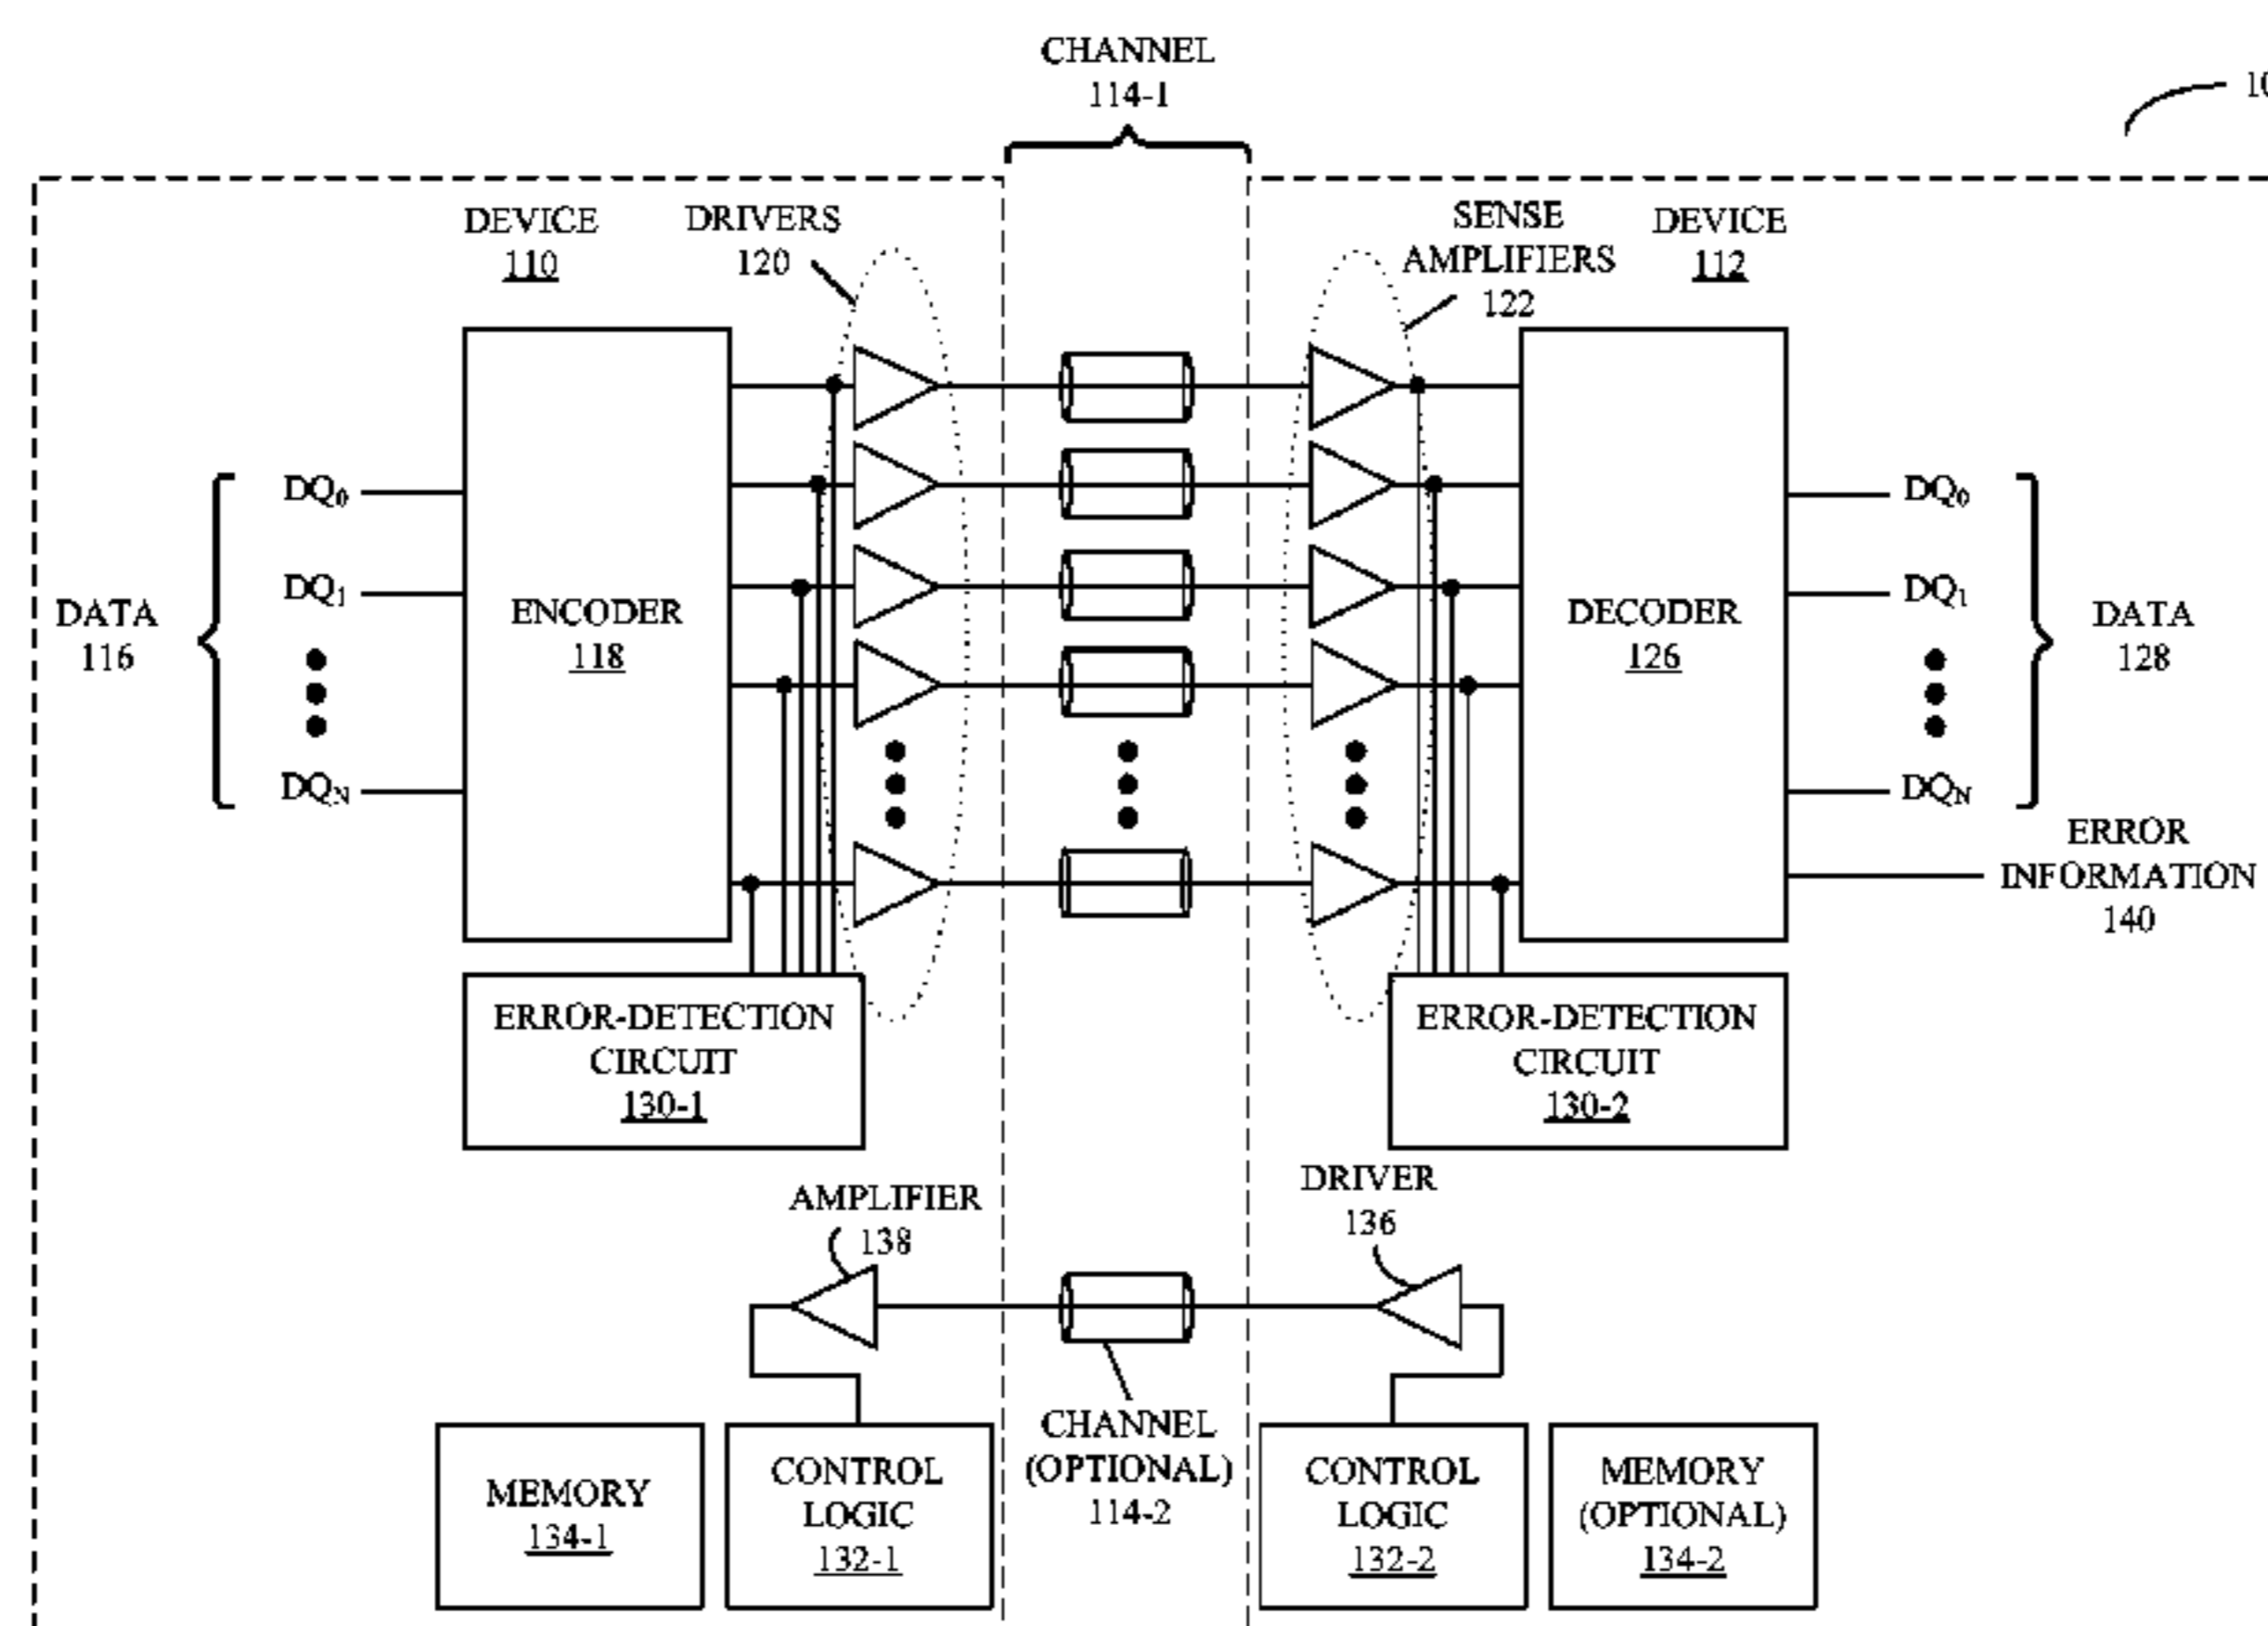 CHANNEL
114-1
10
DEVICE
110
DRIVERS
120
SENSE
AMPLIFIERS
122
DEVICE
112
DATA
116
DQ0
DQ1
DQN
ENCODER
118
DECODER
126
DQ0
DQ1
DQN
DATA
128
ERROR
INFORMATION
140
ERROR-DETECTION
CIRCUIT
130-1
ERROR-DETECTION
CIRCUIT
130-2
AMPLIFIER
138
DRIVER
136
MEMORY
134-1
CONTROL
LOGIC
132-1
CHANNEL
(OPTIONAL)
114-2
CONTROL
LOGIC
132-2
MEMORY
(OPTIONAL)
134-2